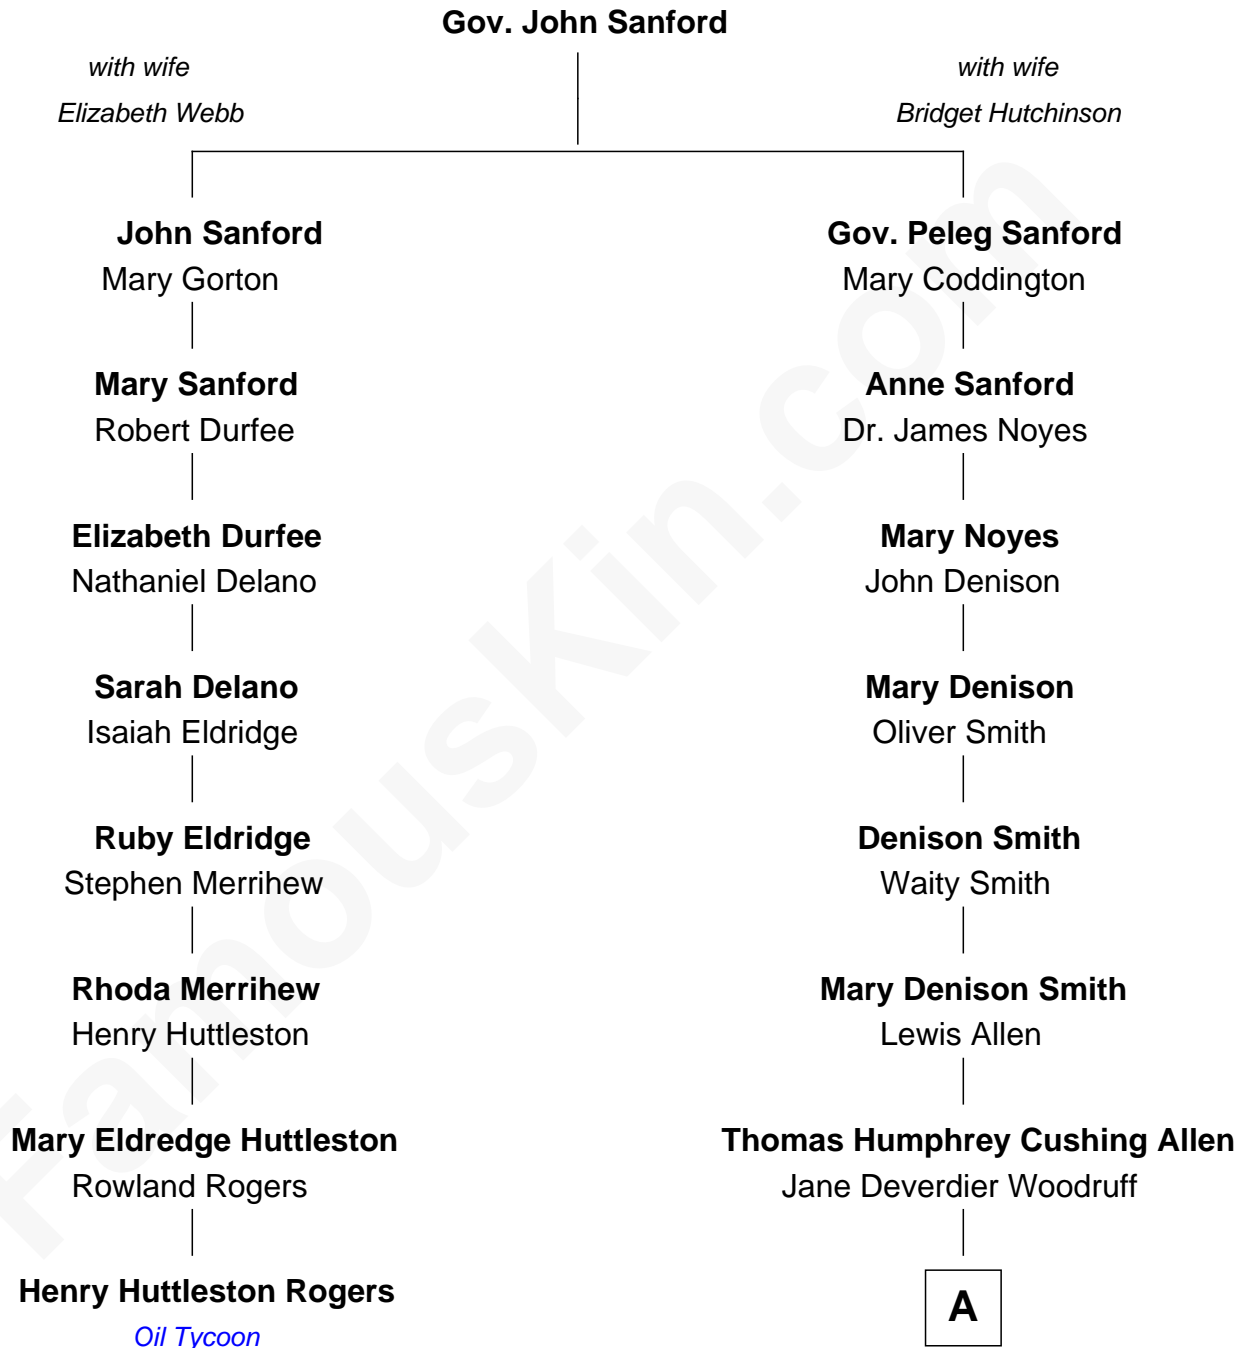 Gov. John Sanford
with wife
Elizabeth Webb
with wife
Bridget Hutchinson
John Sanford
Mary Gorton
Gov. Peleg Sanford
Mary Coddington
Mary Sanford
Robert Durfee
Anne Sanford
Dr. James Noyes
Elizabeth Durfee
Nathaniel Delano
Mary Noyes
John Denison
Sarah Delano
Isaiah Eldridge
Mary Denison
Oliver Smith
Ruby Eldridge
Stephen Merrihew
Denison Smith
Waity Smith
Rhoda Merrihew
Henry Huttleston
Mary Denison Smith
Lewis Allen
Mary Eldredge Huttleston
Rowland Rogers
Thomas Humphrey Cushing Allen
Jane Deverdier Woodruff
Henry Huttleston Rogers
Oil Tycoon
A
FamousKin.com